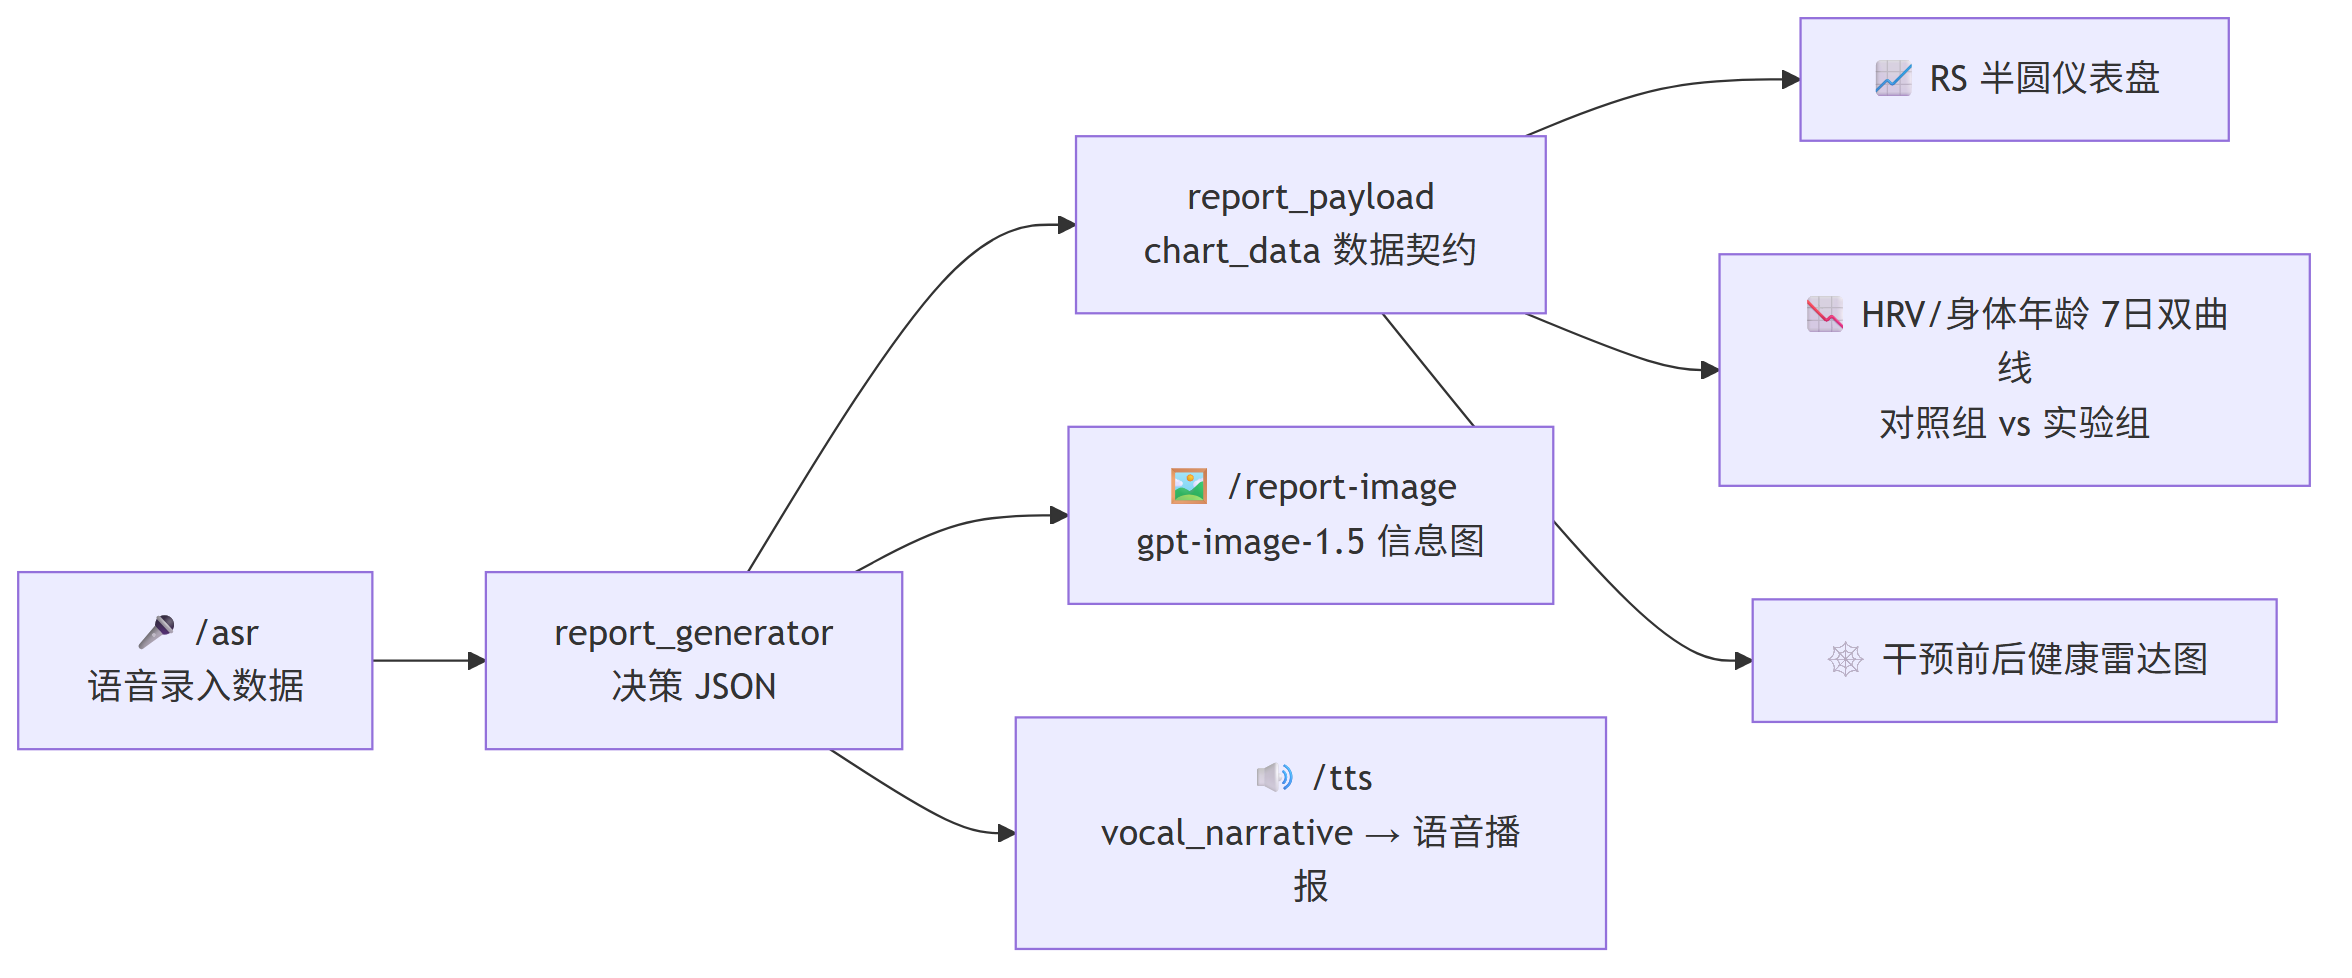 🎤 /asr
语音录入数据
report_generator
决策 JSON
report_payload
chart_data 数据契约
🖼️ /report-image
gpt-image-1.5 信息图
🔊 /tts
vocal_narrative → 语音播
报
📈 RS 半圆仪表盘
📉 HRV/身体年龄 7日双曲
线
对照组 vs 实验组
🕸️ 干预前后健康雷达图